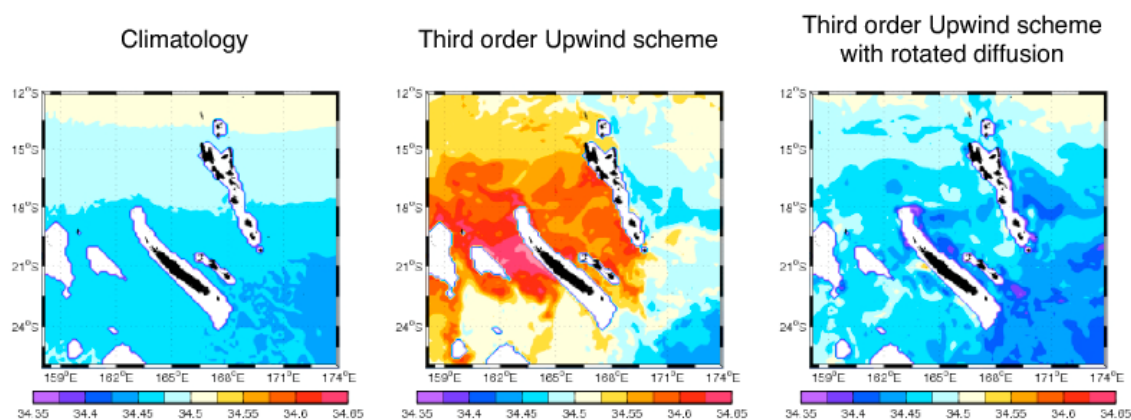 Climatology
12°S
15°S
18°S
21°S
24°S
159°E 162°E 165°E 168°E 171°E 174°E
34.35 34.4 34.45 34.5 34.55 34.6 34.65
Third order Upwind scheme
12°S
15°S
18°S
21°S
24°S
159°E 162°E 165°E 168°E 171°E 174°E
34.35 34.4 34.45 34.5 34.55 34.6 34.65
Third order Upwind scheme
with rotated diffusion
12°S
15°S
18°S
21°S
24°S
159°E 162°E 165°E 168°E 171°E 174°E
34.35 34.4 34.45 34.5 34.55 34.6 34.65